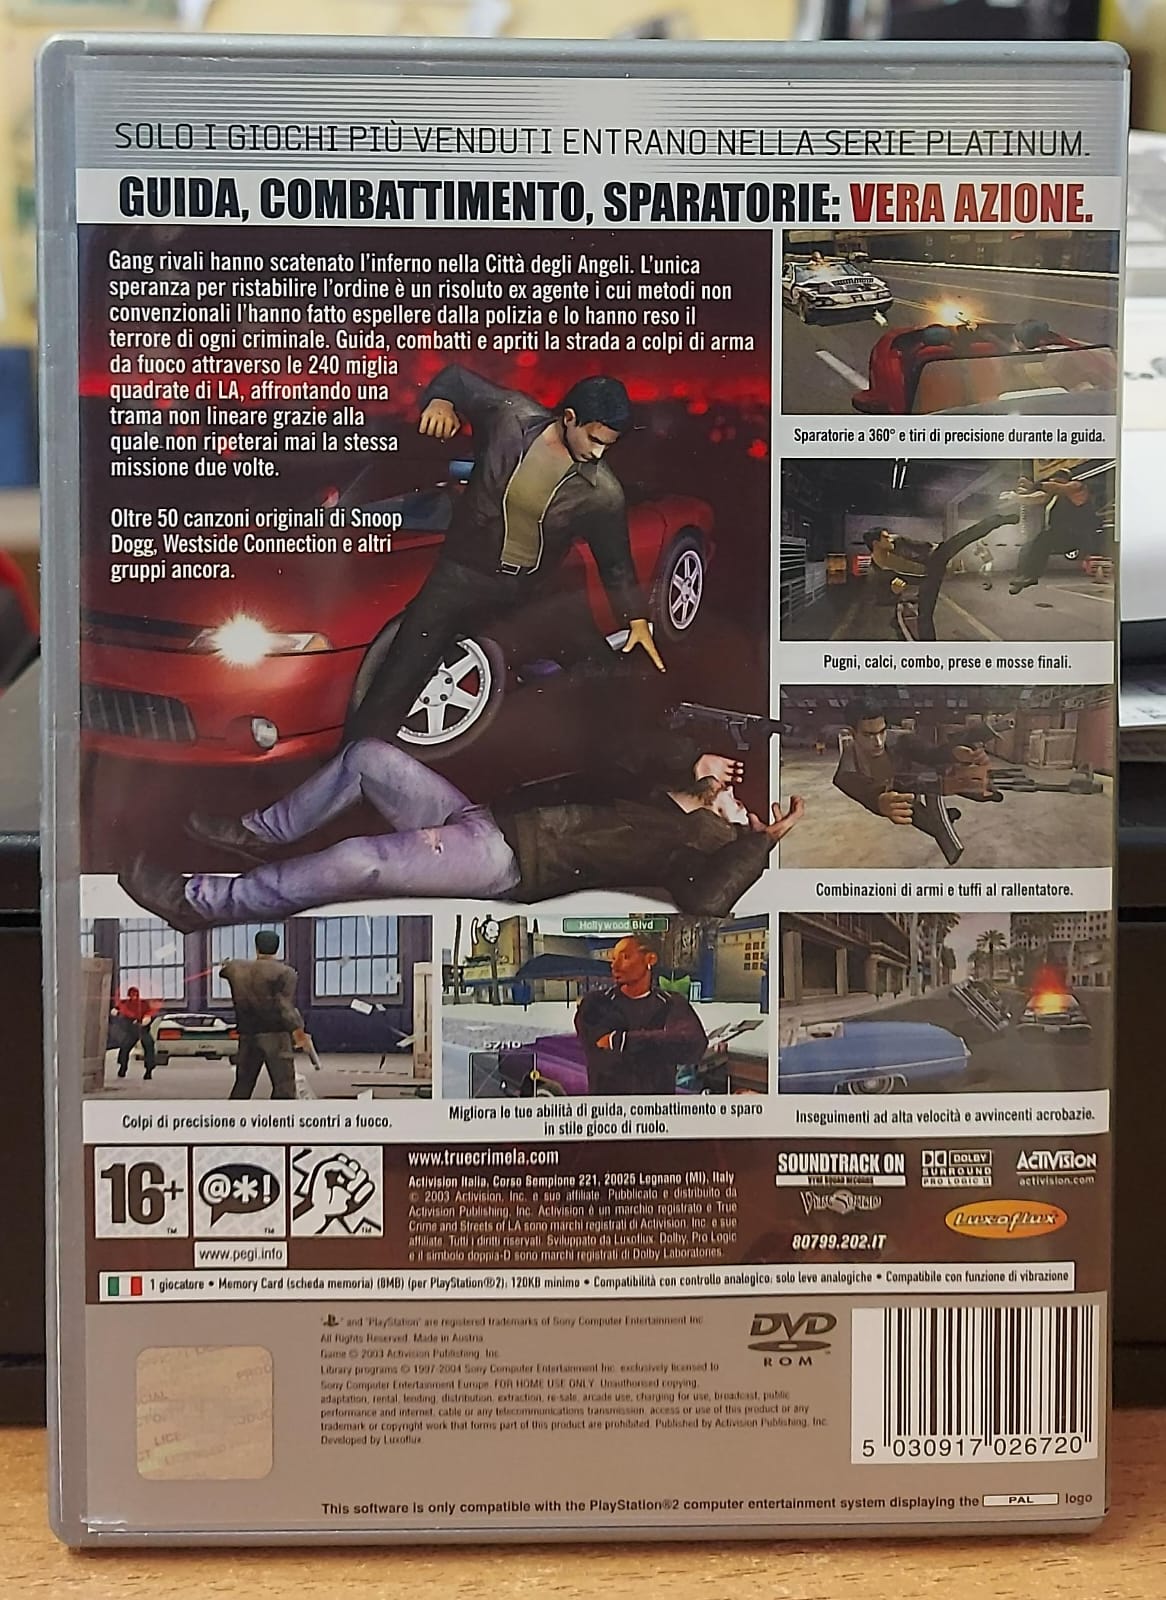 SOLO I GIOCHI PIÙ VENDUTI ENTRANO NELLA SERIE PLATINUM.
GUIDA, COMBATTIMENTO, SPARATORIE: VERA AZIONE.
Gang rivali hanno scatenato l'inferno nella Città degli Angeli. L'unica
speranza per ristabilire l'ordine è un risoluto ex agente i cui metodi non
convenzionali l'hanno fatto espellere dalla polizia e lo hanno reso il
terrore di ogni criminale. Guida, combatti e apriti la strada a colpi di arma
da fuoco attraverso le 240 miglia
quadrate di LA, affrontando una
trama non lineare grazie alla
quale non ripeterai mai la stessa
missione due volte.
Oltre 50 canzoni originali di Snoop
Dogg, Westside Connection e altri
gruppi ancora.
Sparatorie a 360° e tiri di precisione durante la guida.
Pugni, calci, combo, prese e mosse finali.
Combinazioni di armi e tuffi al rallentatore.
Hollywood Blvd
Colpi di precisione o violenti scontri a fuoco.
Migliora le tue abilità di guida, combattimento e sparo
in stile gioco di ruolo.
Inseguimenti ad alta velocità e avvincenti acrobazie.
16+
@*!
www.pegi.info
www.truecrimela.com
Activision Italia, Corso Sempione 221, 20025 Legnano (MI), Italy
© 2003 Activision, Inc. e sue affiliate. Pubblicato e distribuito da
Activision Publishing, Inc. Activision è un marchio registrato e True
Crime and Streets of LA sono marchi registrati di Activision, Inc. e sue
affiliate. Tutti i diritti riservati. Sviluppato da Luxoflux. Dolby, Pro Logic
e il simbolo doppia-D sono marchi registrati di Dolby Laboratories.
SOUNDTRACK ON
80799.202.IT
DOLBY
SURROUND
PRO LOGIC II
ACTIVISION
activision.com
Luxoflux
1 giocatore • Memory Card (scheda memoria) (8MB) (per PlayStation®2): 120KB minimo • Compatibilità con controllo analogico: solo leve analogiche • Compatibile con funzione di vibrazione
" " and "PlayStation" are registered trademarks of Sony Computer Entertainment Inc.
All Rights Reserved. Made in Austria.
Game © 2003 Activision Publishing, Inc.
Library programs © 1997-2004 Sony Computer Entertainment Inc. exclusively licensed to
Sony Computer Entertainment Europe. FOR HOME USE ONLY. Unauthorised copying,
adaptation, rental, lending, distribution, extraction, re-sale, arcade use, charging for use, broadcast, public
performance and internet, cable or any telecommunications transmission, access or use of this product or any
trademark or copyright work that forms part of this product are prohibited. Published by Activision Publishing, Inc.
Developed by Luxoflux
DVD
ROM
5 030917 026720
This software is only compatible with the PlayStation®2 computer entertainment system displaying the PAL logo